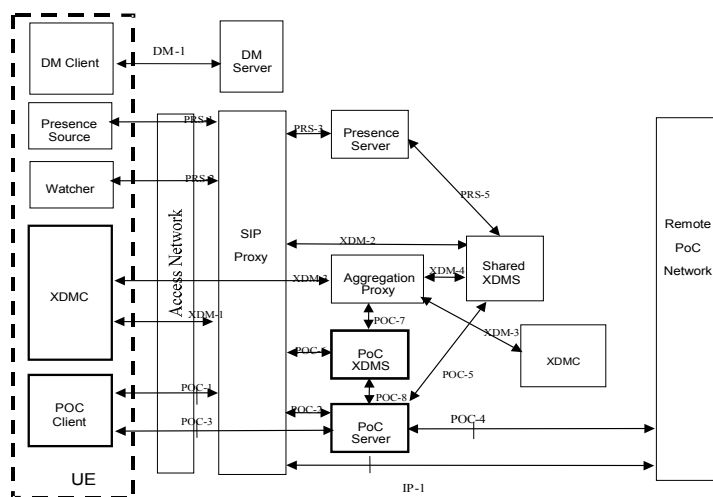 DM Client
DM-1
DM
Server
Presence
Source
PRS-1
PRS-3
Presence
Server
Watcher
PRS-2
PRS-5
Access Network
SIP
Proxy
Remote
PoC
Network
XDMC
XDM-2
Shared
XDMS
XDM-3
Aggregation
Proxy
XDM-4
XDM-1
POC-7
XDM-3
XDMC
POC-6
PoC
XDMS
POC-5
POC
Client
POC-1
POC-8
POC-2
POC-3
PoC
Server
POC-4
UE
IP-1